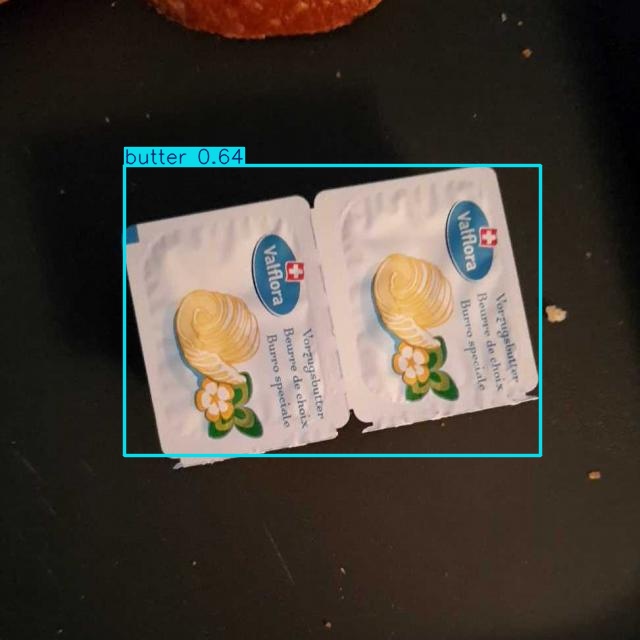 butter 0.64
Valflora
Vorzugsbutter
Beurre de choix
Burro speciale
Valflora
Vorzugsbutter
Beurre de choix
Burro speciale